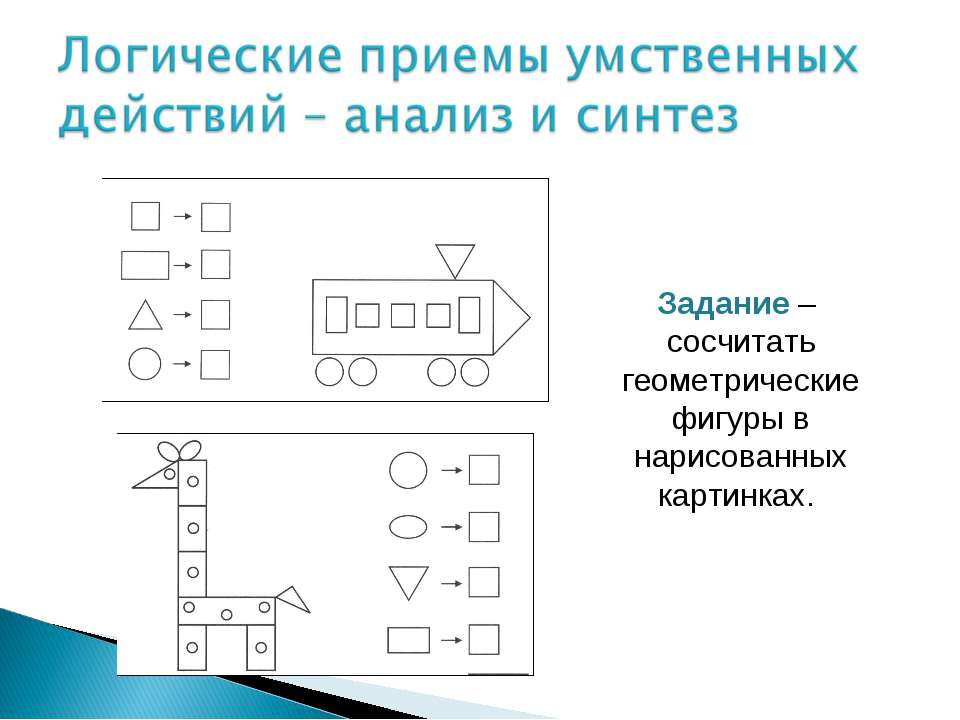 Логические приемы умственных
действий – анализ и синтез
Задание –
сосчитать
геометрические
фигуры в
нарисованных
картинках.